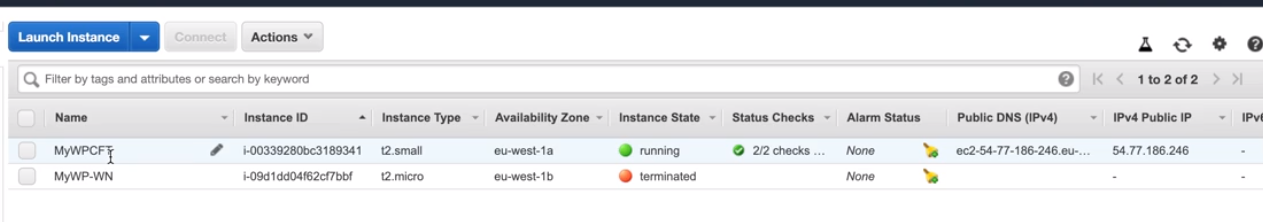 Launch Instance Connect Actions
Filter by tags and attributes or search by keyword 1 to 2 of 2
Name Instance ID Instance Type Availability Zone Instance State Status Checks Alarm Status Public DNS (IPv4) IPv4 Public IP IPv6
MyWPCFT i-00339280bc3189341 t2.small eu-west-1a running 2/2 checks ... None ec2-54-77-186-246.eu-... 54.77.186.246 -
MyWP-WN i-09d1dd04f62cf7bbf t2.micro eu-west-1b terminated None - -